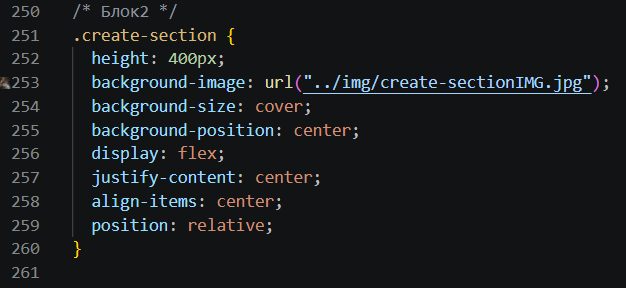 250 /* Блок2 */
251 .create-section {
252 height: 400px;
253 background-image: url("../img/create-sectionIMG.jpg");
254 background-size: cover;
255 background-position: center;
256 display: flex;
257 justify-content: center;
258 align-items: center;
259 position: relative;
260 }
261